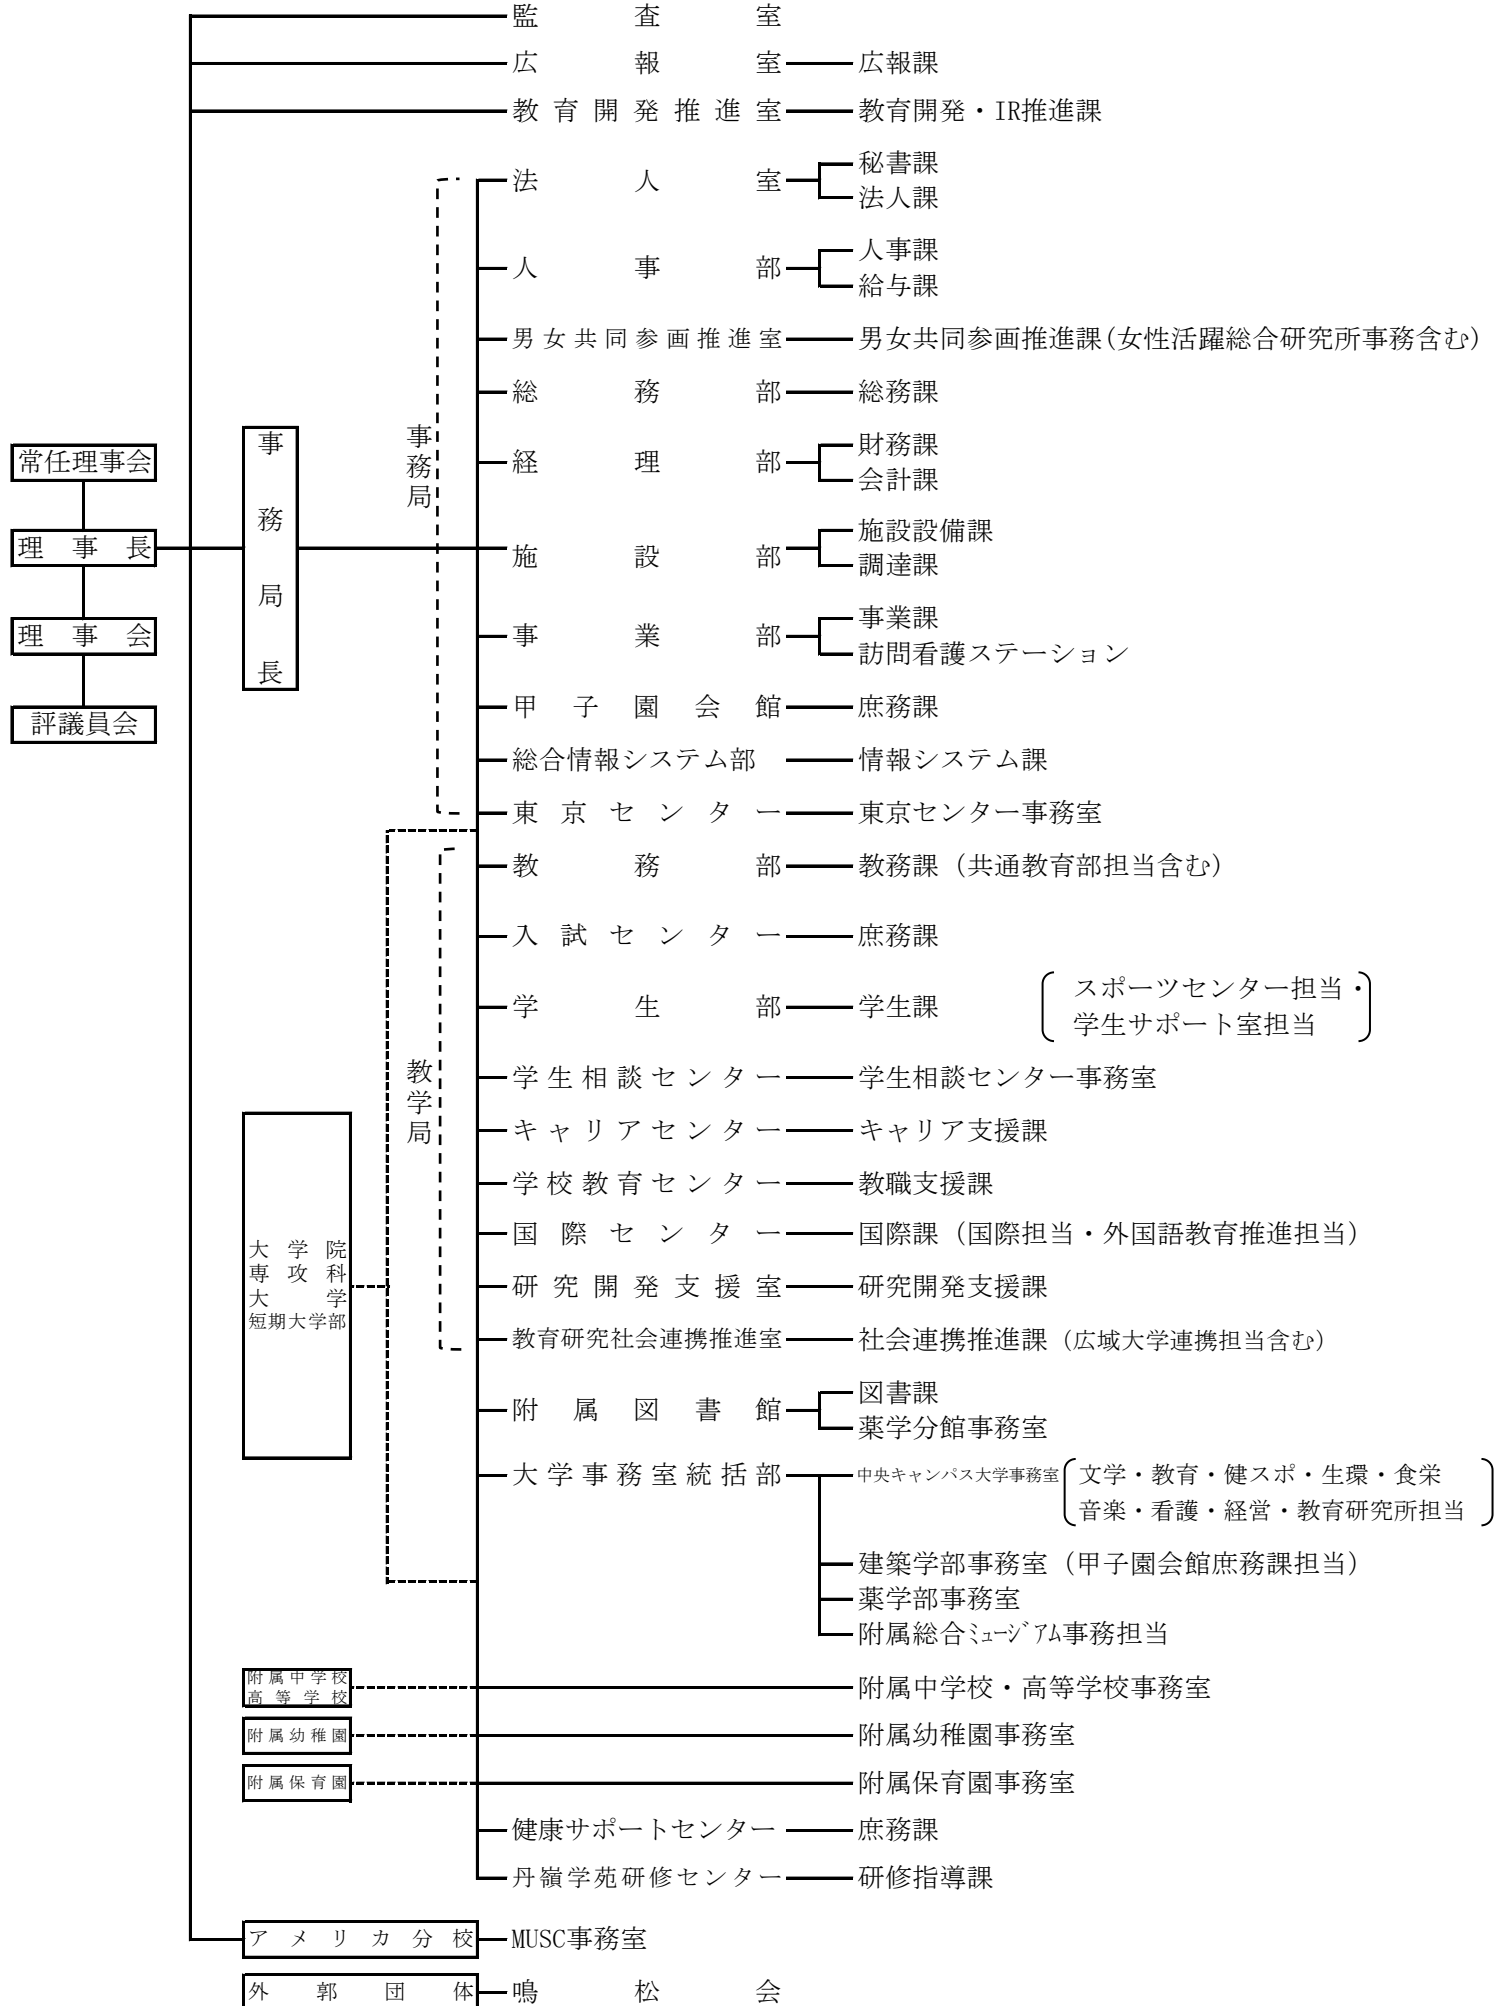 監査室
広報室 広報課
教育開発推進室 教育開発・IR推進課
法人室
秘書課
法人課
人事部
人事課
給与課
男女共同参画推進室 男女共同参画推進課(女性活躍総合研究所事務含む)
総務部 総務課
経理部
財務課
会計課
施設部
施設設備課
調達課
事業部
事業課
訪問看護ステーション
甲子園会館 庶務課
総合情報システム部 情報システム課
東京センター 東京センター事務室
事務局
常任理事会
理事長
理事会
評議員会
事務局長
教務部 教務課（共通教育部担当含む）
入試センター 庶務課
学生部 学生課
スポーツセンター担当・
学生サポート室担当
学生相談センター 学生相談センター事務室
キャリアセンター キャリア支援課
学校教育センター 教職支援課
国際センター 国際課（国際担当・外国語教育推進担当）
研究開発支援室 研究開発支援課
教育研究社会連携推進室 社会連携推進課（広域大学連携担当含む）
教学局
大学院
専攻科
大学
短期大学部
附属図書館
図書課
薬学分館事務室
大学事務室統括部 中央キャンパス大学事務室
文学・教育・健スポ・生環・食栄
音楽・看護・経営・教育研究所担当
建築学部事務室（甲子園会館庶務課担当）
薬学部事務室
附属総合ﾐｭｰｼﾞｱﾑ事務担当
附属中学校
高等学校
附属中学校・高等学校事務室
附属幼稚園 附属幼稚園事務室
附属保育園 附属保育園事務室
健康サポートセンター 庶務課
丹嶺学苑研修センター 研修指導課
アメリカ分校 MUSC事務室
外郭団体 鳴松会